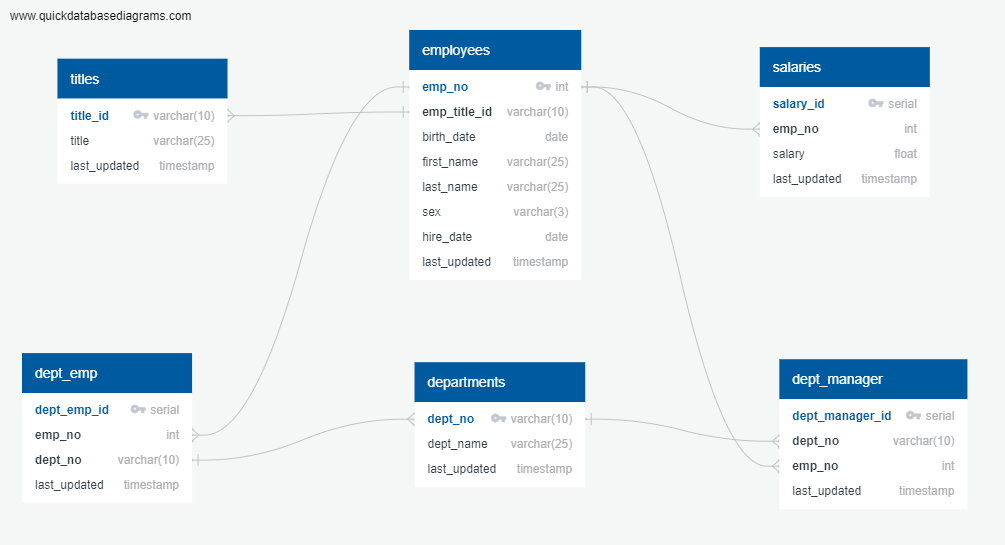 www.quickdatabasediagrams.com
titles
title_id varchar(10)
title varchar(25)
last_updated timestamp
employees
emp_no int
emp_title_id varchar(10)
birth_date date
first_name varchar(25)
last_name varchar(25)
sex varchar(3)
hire_date date
last_updated timestamp
salaries
salary_id serial
emp_no int
salary float
last_updated timestamp
dept_emp
dept_emp_id serial
emp_no int
dept_no varchar(10)
last_updated timestamp
departments
dept_no varchar(10)
dept_name varchar(25)
last_updated timestamp
dept_manager
dept_manager_id serial
dept_no varchar(10)
emp_no int
last_updated timestamp